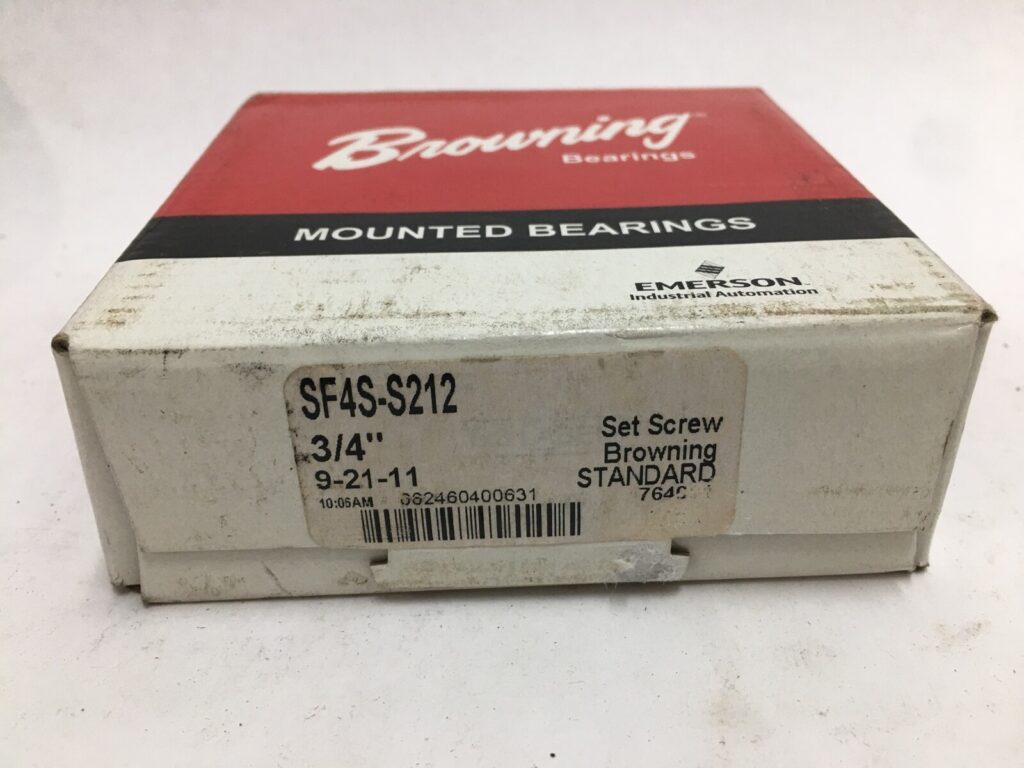 Browning™
Bearings
MOUNTED BEARINGS
EMERSON
Industrial Automation
SF4S-S212
3/4"
9-21-11
10:06AM
Set Screw
Browning
STANDARD